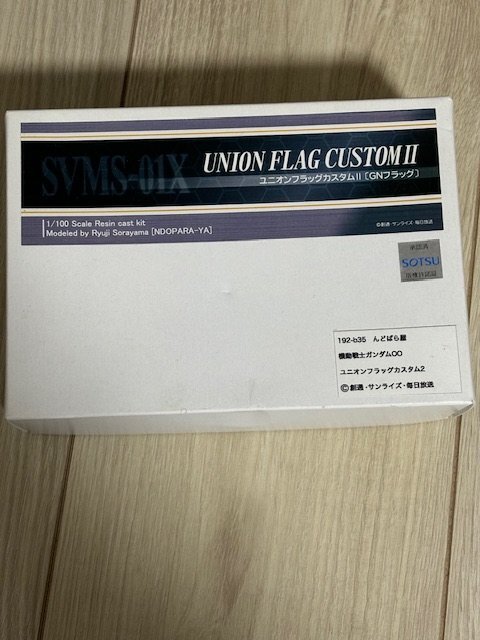 SVMS-01X
UNION FLAG CUSTOM II
ユニオンフラッグカスタムII〔GNフラッグ〕
1/100 Scale Resin cast kit
Modeled by Ryuji Sorayama [NDOPARA-YA]
©創通・サンライズ・毎日放送
承認済
SOTSU
版権許諾証
192-b35 んどぱら屋
機動戦士ガンダムOO
ユニオンフラッグカスタム2
©創通・サンライズ・毎日放送